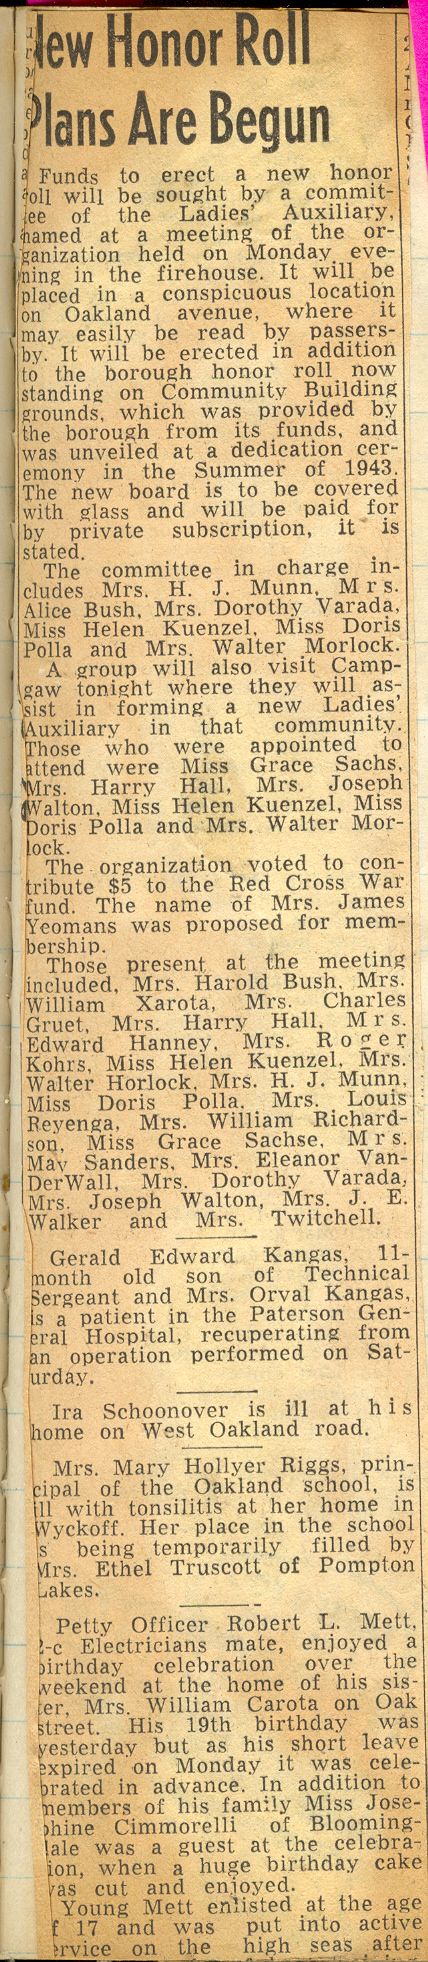 New Honor Roll
Plans Are Begun
Funds to erect a new honor
roll will be sought by a commit-
tee of the Ladies' Auxiliary,
named at a meeting of the or-
ganization held on Monday eve-
ning in the firehouse. It will be
placed in a conspicuous location
on Oakland avenue, where it
may easily be read by passers-
by. It will be erected in addition
to the borough honor roll now
standing on Community Building
grounds, which was provided by
the borough from its funds, and
was unveiled at a dedication cer-
emony in the Summer of 1943.
The new board is to be covered
with glass and will be paid for
by private subscription, it is
stated.
The committee in charge in-
cludes Mrs. H. J. Munn, Mrs.
Alice Bush, Mrs. Dorothy Varada,
Miss Helen Kuenzel, Miss Doris
Polla and Mrs. Walter Morlock.
A group will also visit Camp-
gaw tonight where they will as-
sist in forming a new Ladies'
Auxiliary in that community.
Those who were appointed to
attend were Miss Grace Sachs,
Mrs. Harry Hall, Mrs. Joseph
Walton, Miss Helen Kuenzel, Miss
Doris Polla and Mrs. Walter Mor-
lock.
The organization voted to con-
tribute $5 to the Red Cross War
fund. The name of Mrs. James
Yeomans was proposed for mem-
bership.
Those present at the meeting
included, Mrs. Harold Bush, Mrs.
William Xarota, Mrs. Charles
Gruet, Mrs. Harry Hall, Mrs.
Edward Hanney, Mrs. Roger
Kohrs, Miss Helen Kuenzel, Mrs.
Walter Horlock, Mrs. H. J. Munn,
Miss Doris Polla, Mrs. Louis
Reyenga, Mrs. William Richard-
son, Miss Grace Sachse, Mrs.
May Sanders, Mrs. Eleanor Van-
DerWall, Mrs. Dorothy Varada,
Mrs. Joseph Walton, Mrs. J. E.
Walker and Mrs. Twitchell.
Gerald Edward Kangas, 11-
month old son of Technical
Sergeant and Mrs. Orval Kangas,
is a patient in the Paterson Gen-
eral Hospital, recuperating from
an operation performed on Sat-
urday.
Ira Schoonover is ill at his
home on West Oakland road.
Mrs. Mary Hollyer Riggs, prin-
cipal of the Oakland school, is
ill with tonsilitis at her home in
Wyckoff. Her place in the school
is being temporarily filled by
Mrs. Ethel Truscott of Pompton
Lakes.
Petty Officer Robert L. Mett,
2-c Electricians mate, enjoyed a
birthday celebration over the
weekend at the home of his sis-
ter, Mrs. William Carota on Oak
street. His 19th birthday was
yesterday but as his short leave
expired on Monday it was cele-
brated in advance. In addition to
members of his family Miss Jose-
phine Cimmorelli of Blooming-
dale was a guest at the celebra-
tion, when a huge birthday cake
was cut and enjoyed.
Young Mett enlisted at the age
of 17 and was put into active
service on the high seas after